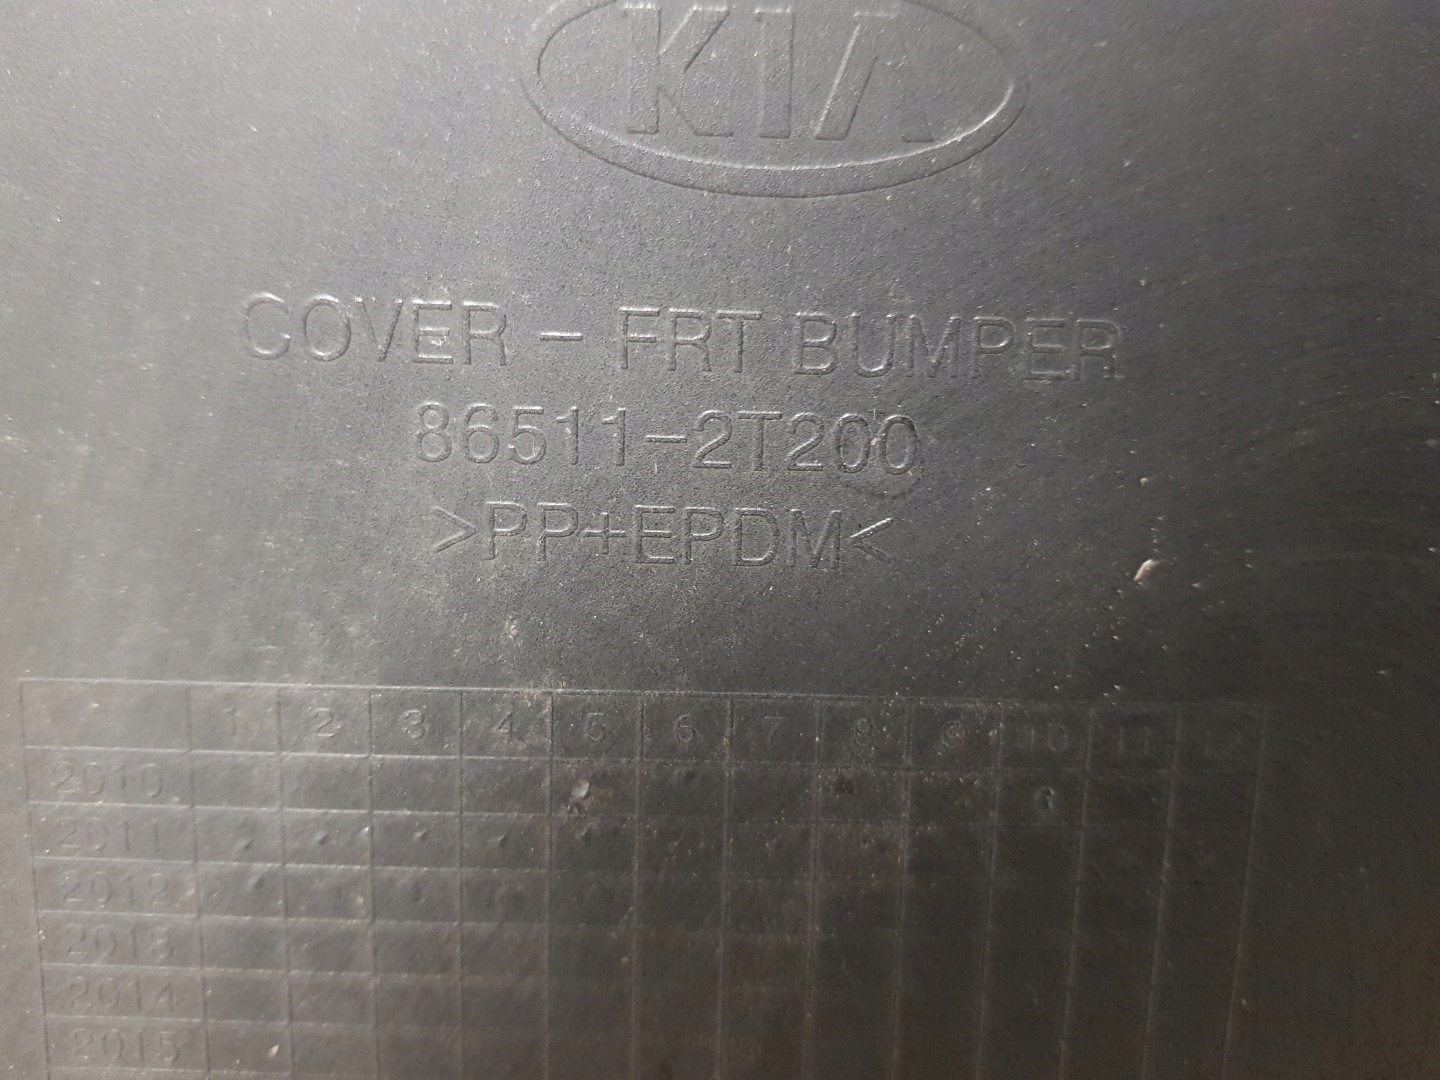 KIA
COVER - FRT BUMPER
86511-2T200
>PP+EPDM<
1 2 3 4 5 6 7 8 9 10 11 12
2010
2011
2012
2013
2014
2015